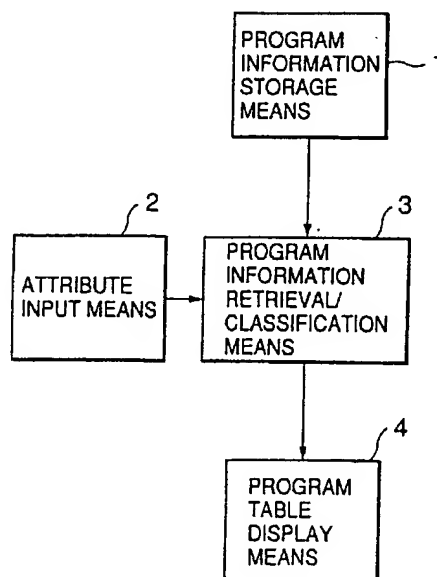 PROGRAM
INFORMATION
STORAGE
MEANS
2
ATTRIBUTE
INPUT MEANS
3
PROGRAM
INFORMATION
RETRIEVAL/
CLASSIFICATION
MEANS
4
PROGRAM
TABLE
DISPLAY
MEANS